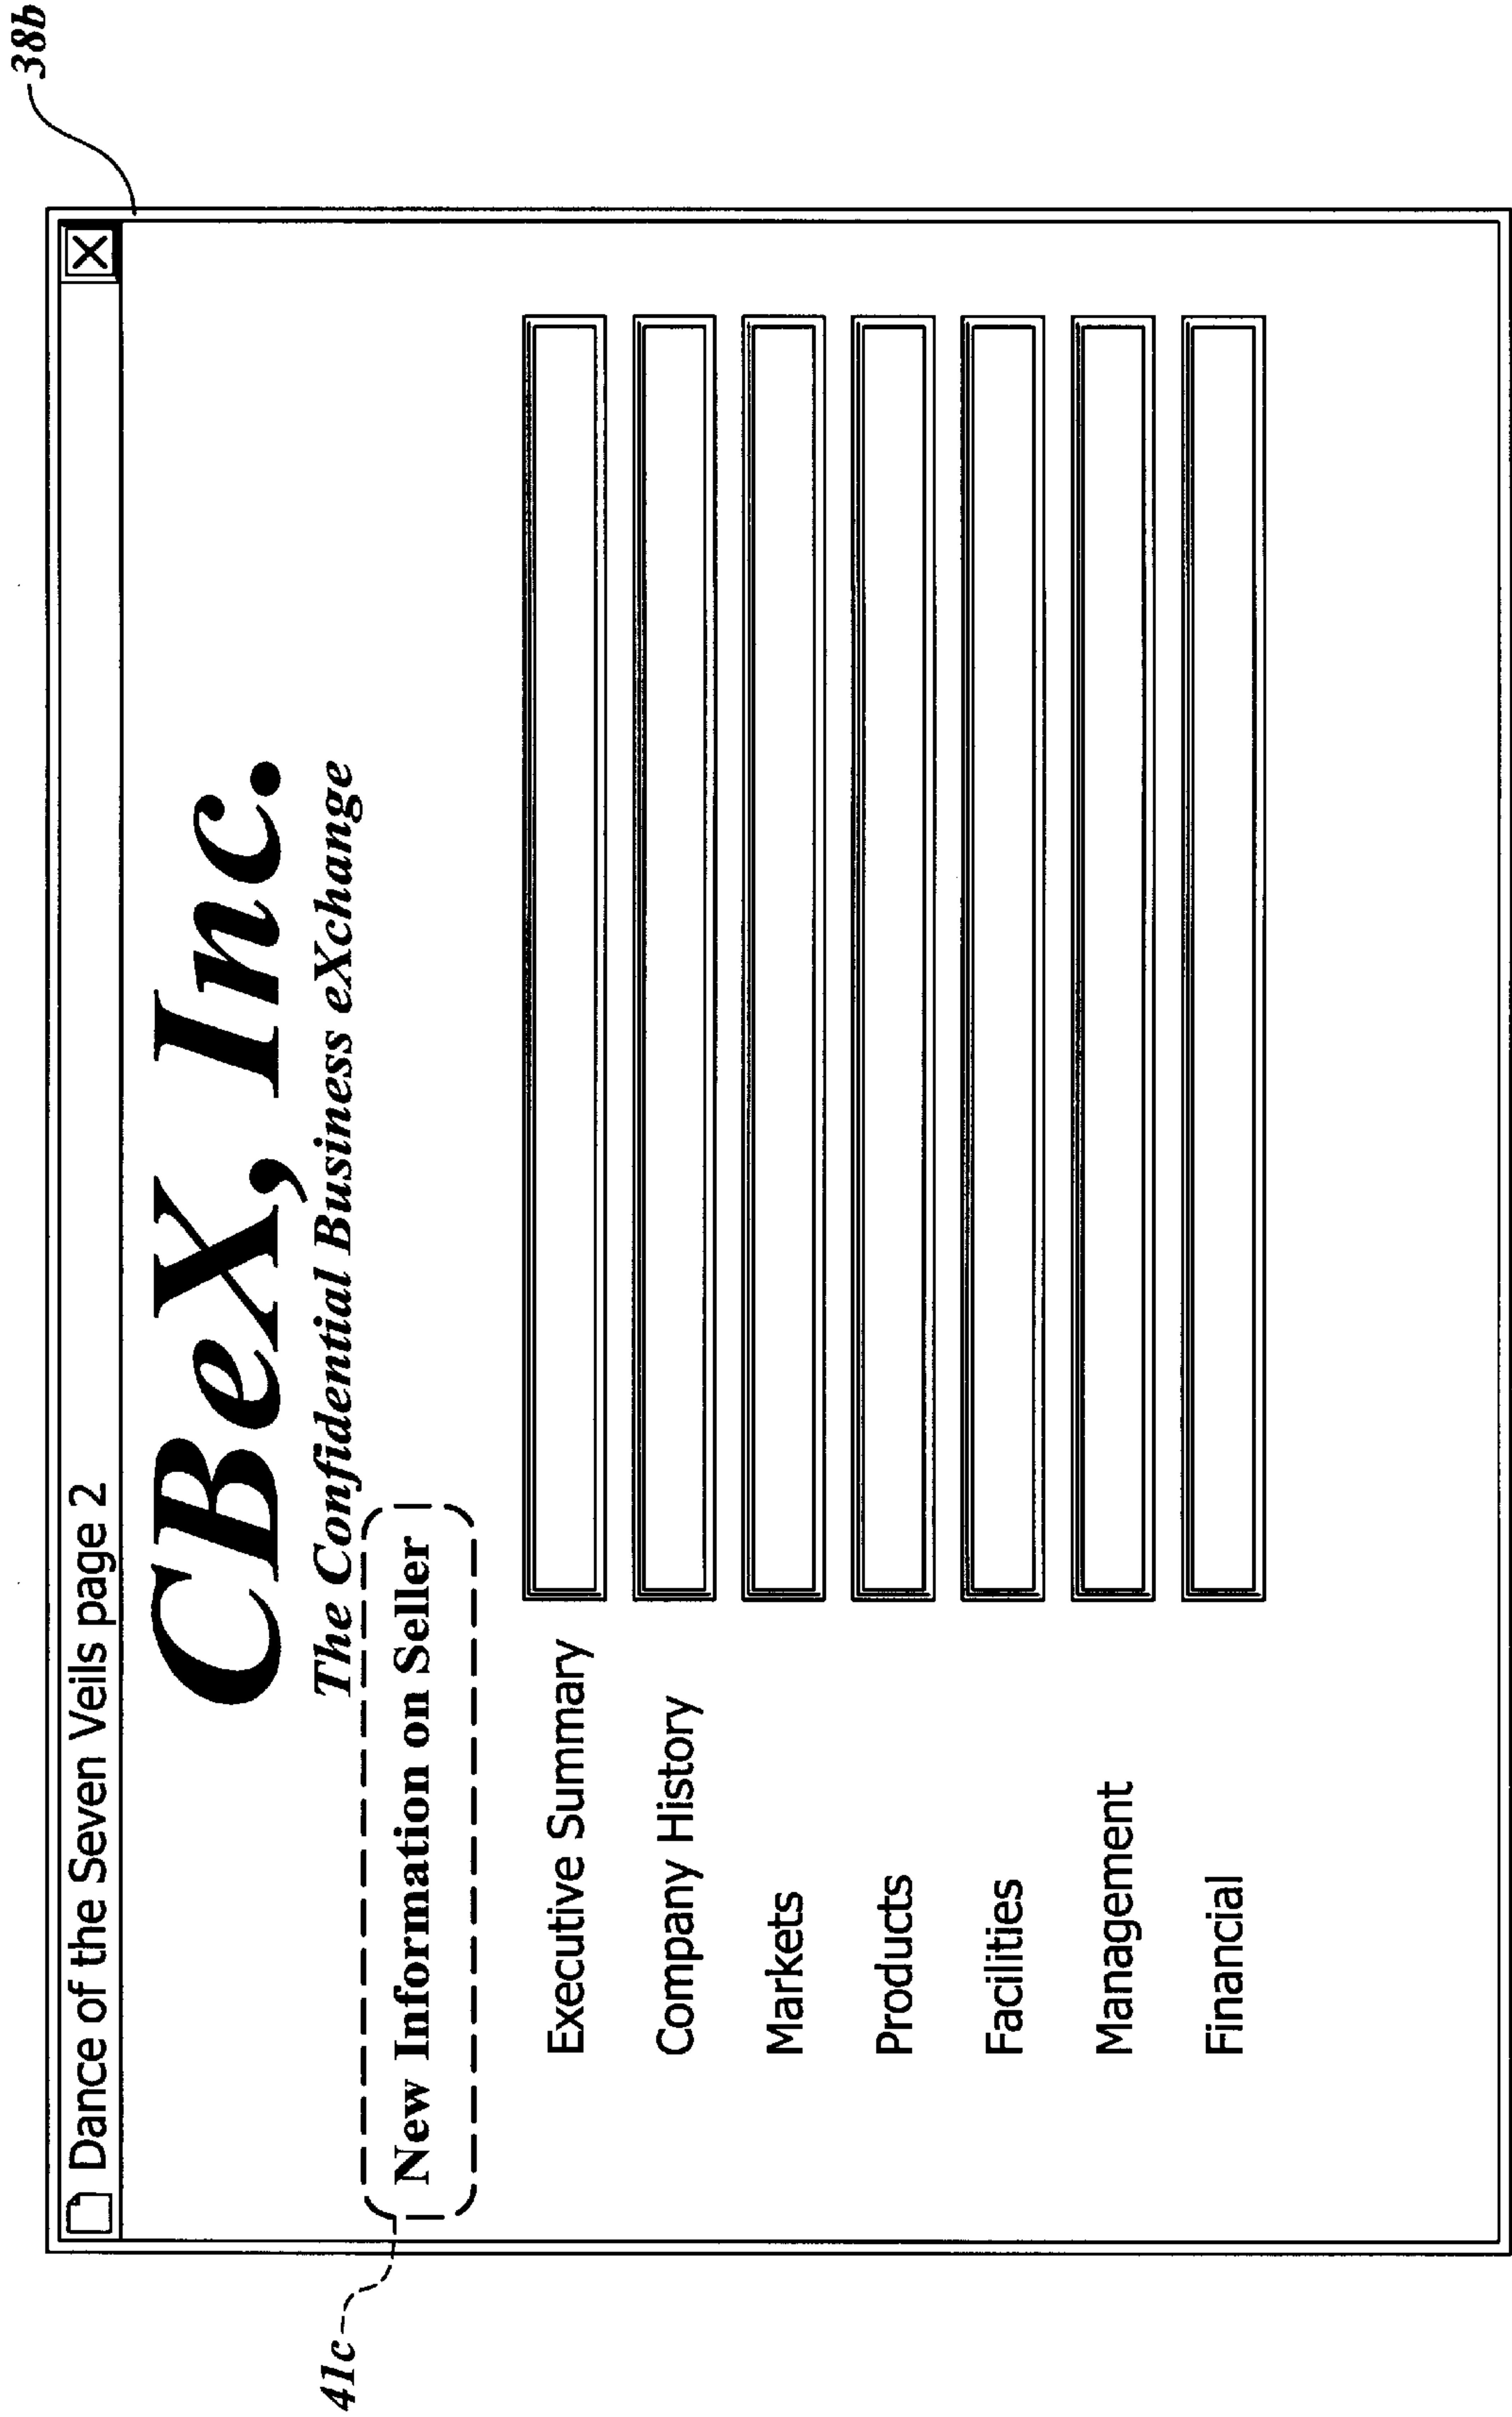 38b
Dance of the Seven Veils page 2
CBeX, Inc.
The Confidential Business eXchange
41c
New Information on Seller
Executive Summary
Company History
Markets
Products
Facilities
Management
Financial